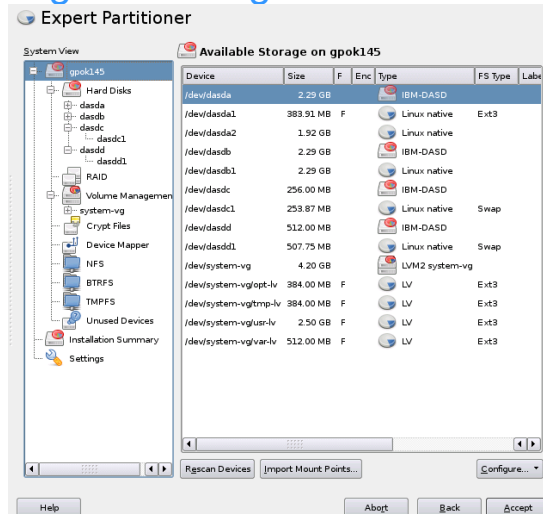 Expert Partitioner
System View
gpok145
Hard Disks
dasda
dasdb
dasdc
dasdc1
dasdd
dasdd1
RAID
Volume Managemen
system-vg
Crypt Files
Device Mapper
NFS
BTRFS
TMPFS
Unused Devices
Installation Summary
Settings
Available Storage on gpok145
Device Size F Enc Type FS Type Labe
/dev/dasda 2.29 GB IBM-DASD
/dev/dasda1 383.91 MB F Linux native Ext3
/dev/dasda2 1.92 GB Linux native
/dev/dasdb 2.29 GB IBM-DASD
/dev/dasdb1 2.29 GB Linux native
/dev/dasdc 256.00 MB IBM-DASD
/dev/dasdc1 253.87 MB Linux native Swap
/dev/dasdd 512.00 MB IBM-DASD
/dev/dasdd1 507.75 MB Linux native Swap
/dev/system-vg 4.20 GB LVM2 system-vg
/dev/system-vg/opt-lv 384.00 MB F LV Ext3
/dev/system-vg/tmp-lv 384.00 MB F LV Ext3
/dev/system-vg/usr-lv 2.50 GB F LV Ext3
/dev/system-vg/var-lv 512.00 MB F LV Ext3
Rescan Devices Import Mount Points... Configure...
Help Abort Back Accept